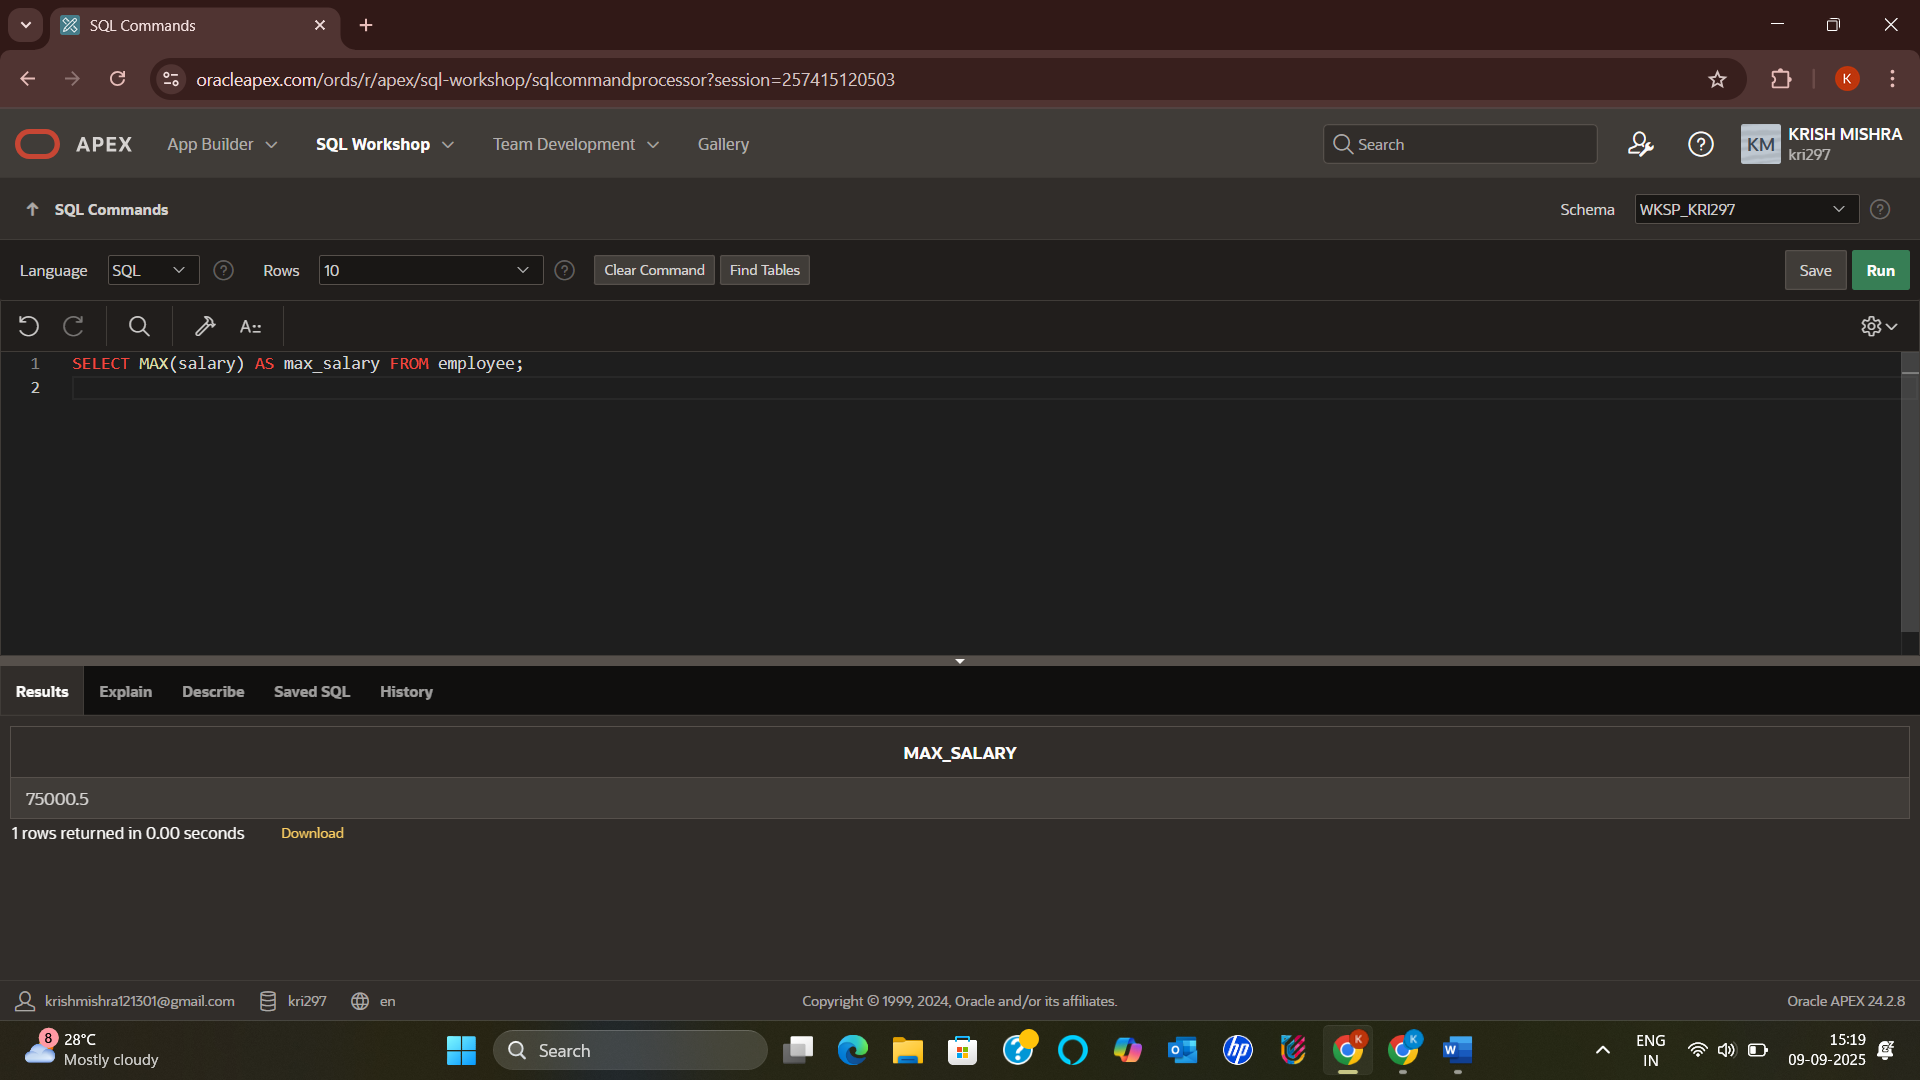 SQL Commands
oracleapex.com/ords/r/apex/sql-workshop/sqlcommandprocessor?session=257415120503
K
APEX App Builder SQL Workshop Team Development Gallery Search KM KRISH MISHRA
kri297
SQL Commands Schema WKSP_KRI297
Language SQL Rows 10 Clear Command Find Tables Save Run
A
1 SELECT MAX(salary) AS max_salary FROM employee;
2
Results Explain Describe Saved SQL History
MAX_SALARY
75000.5
1 rows returned in 0.00 seconds Download
krishmishra121301@gmail.com kri297 en Copyright © 1999, 2024, Oracle and/or its affiliates. Oracle APEX 24.2.8
8 28°C
Mostly cloudy
Search
hp
K
K
W
ENG
IN
15:19
09-09-2025